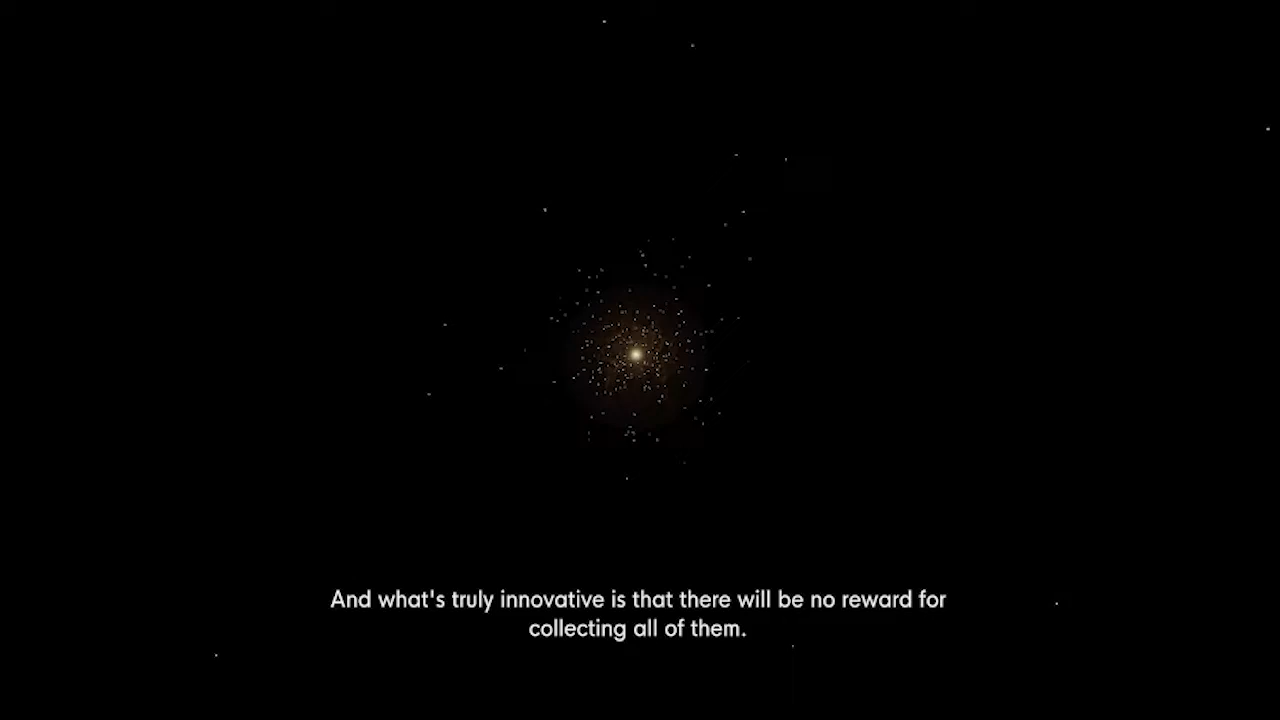 And what's truly innovative is that there will be no reward for
collecting all of them.